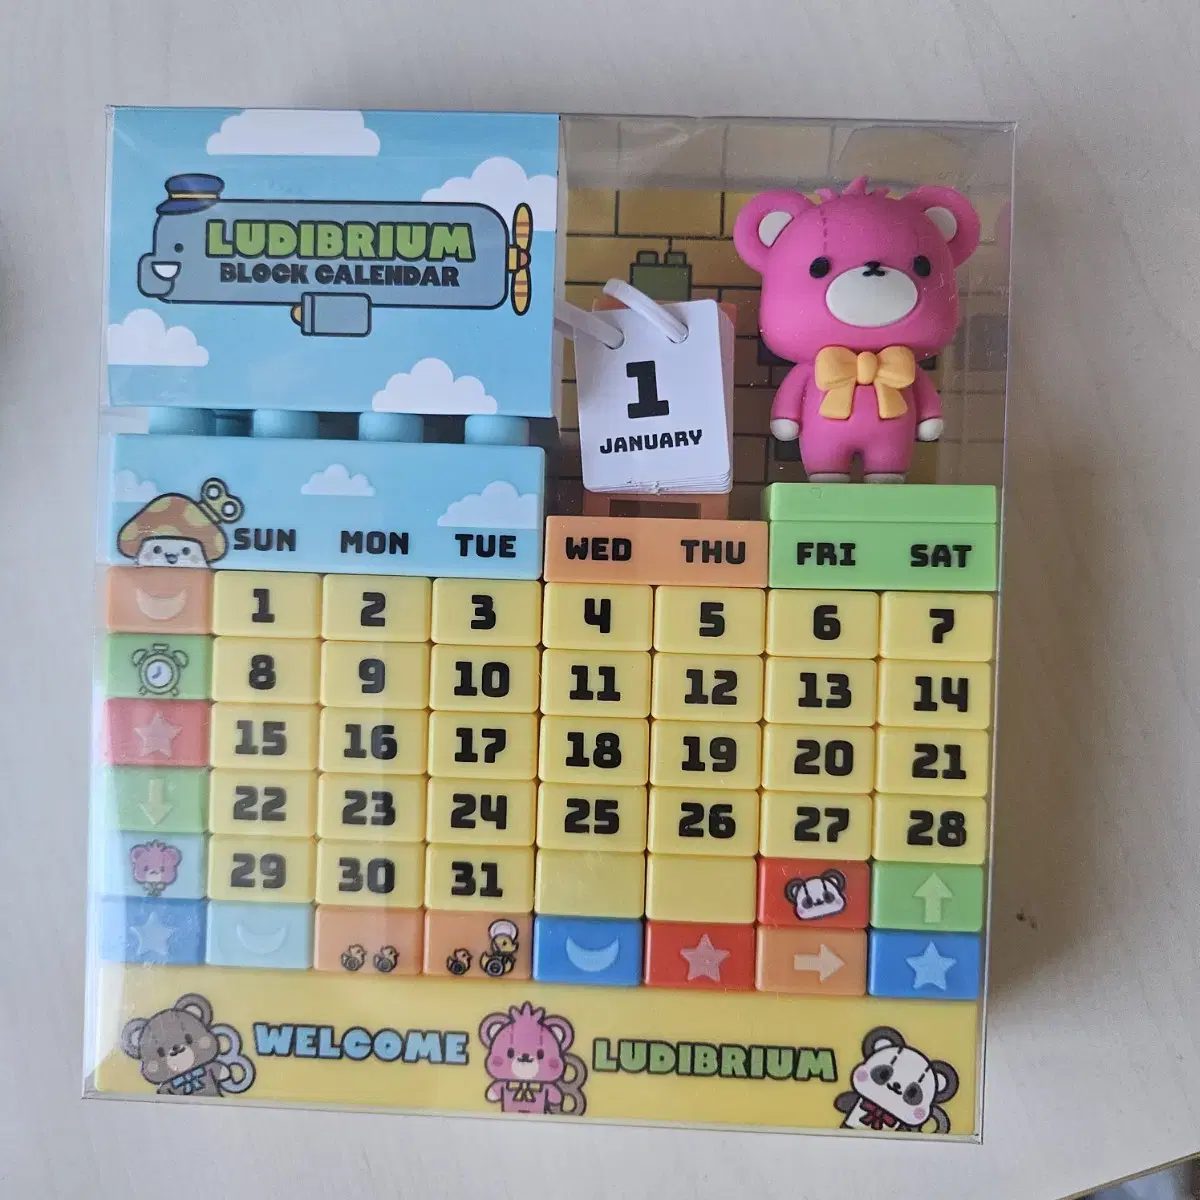 LUDIBRIUM
BLOCK CALENDAR
1
JANUARY
SUN MON TUE WED THU FRI SAT
1 2 3 4 5 6 7
8 9 10 11 12 13 14
15 16 17 18 19 20 21
22 23 24 25 26 27 28
29 30 31
WELCOME LUDIBRIUM